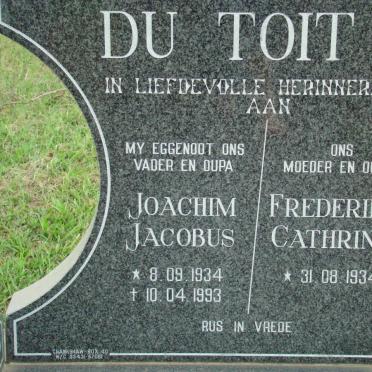 DU TOIT
IN LIEFDEVOLLE HERINNER
AAN
MY EGGENOOT ONS
VADER EN OUPA
JOACHIM
JACOBUS
* 8.09.1934
† 10.04.1993
ONS
MOEDER EN O
FREDERI
CATHRIN
* 31.08.1934
RUS IN VREDE